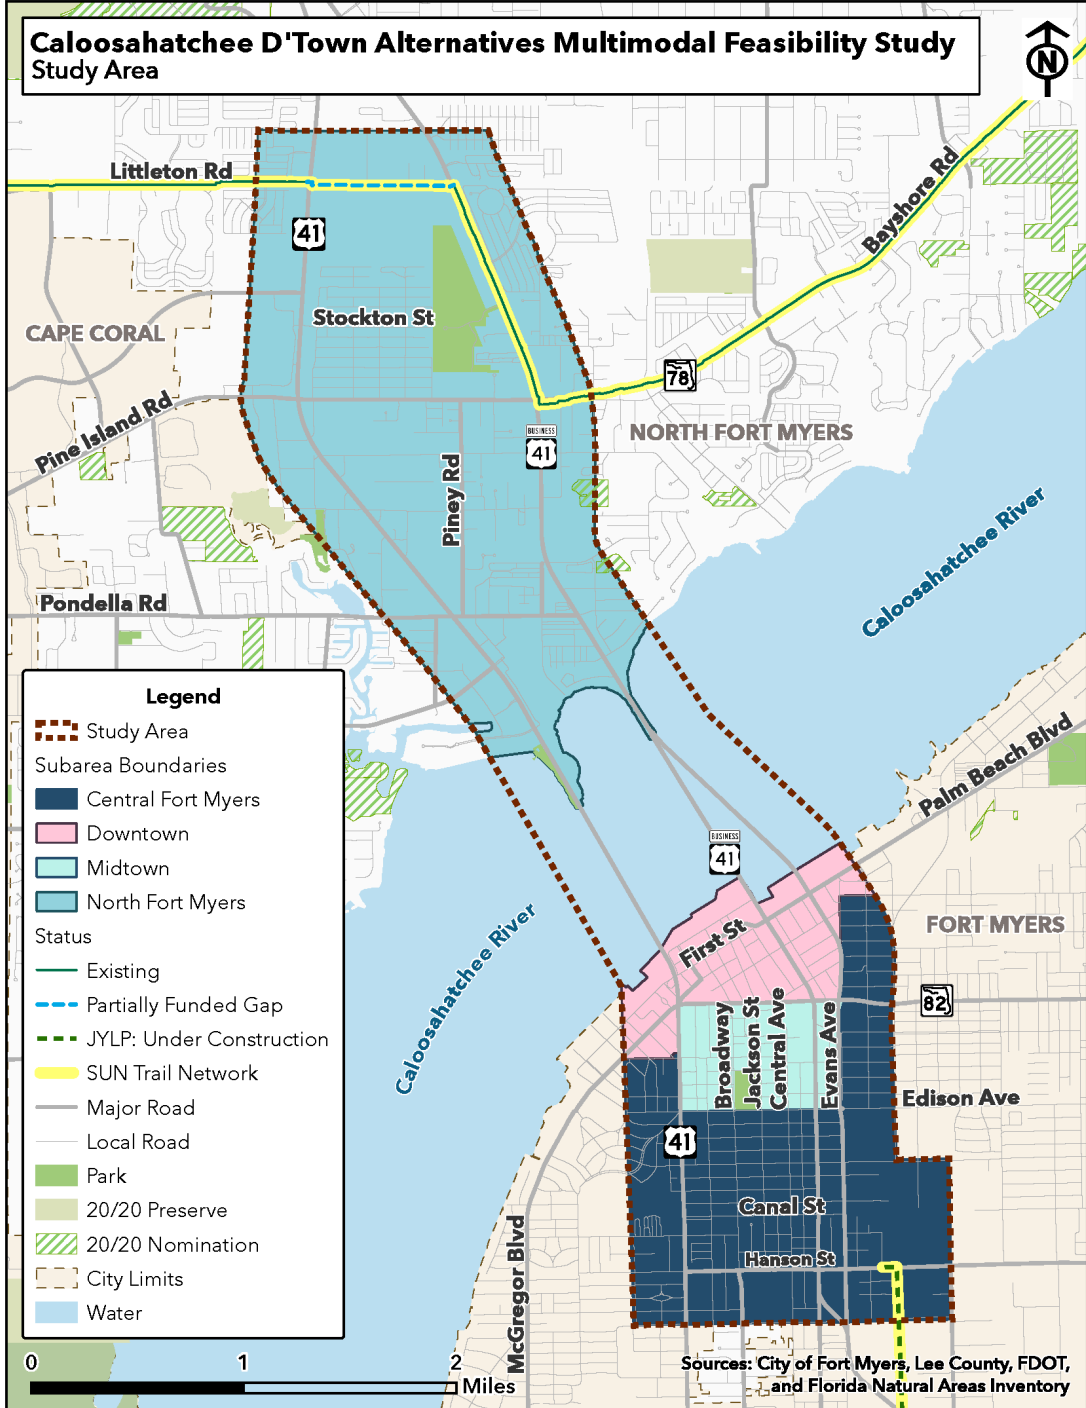 Caloosahatchee D'Town Alternatives Multimodal Feasibility Study
Study Area
N
Littleton Rd
Bayshore Rd
41
Stockton St
CAPE CORAL
78
Pine Island Rd
NORTH FORT MYERS
BUSINESS
41
Piney Rd
Caloosahatchee River
Pondella Rd
Legend
Study Area
Subarea Boundaries
Central Fort Myers
Downtown
Midtown
North Fort Myers
Status
Existing
Partially Funded Gap
JYLP: Under Construction
SUN Trail Network
Major Road
Local Road
Park
20/20 Preserve
20/20 Nomination
City Limits
Water
Palm Beach Blvd
BUSINESS
41
First St
FORT MYERS
Caloosahatchee River
82
Broadway
Jackson St
Central Ave
Evans Ave
Edison Ave
41
Canal St
Hanson St
McGregor Blvd
0 1 2
Miles
Sources: City of Fort Myers, Lee County, FDOT,
and Florida Natural Areas Inventory